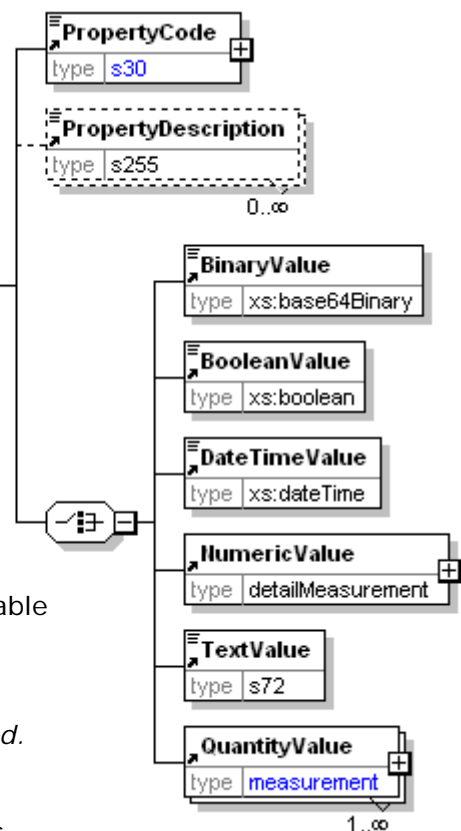 PropertyCode
type s30
PropertyDescription
type s255
0..∞
BinaryValue
type xs:base64Binary
BooleanValue
type xs:boolean
DateTimeValue
type xs:dateTime
NumericValue
type detailMeasurement
able
TextValue
type s72
d.
QuantityValue
type measurement
1..∞